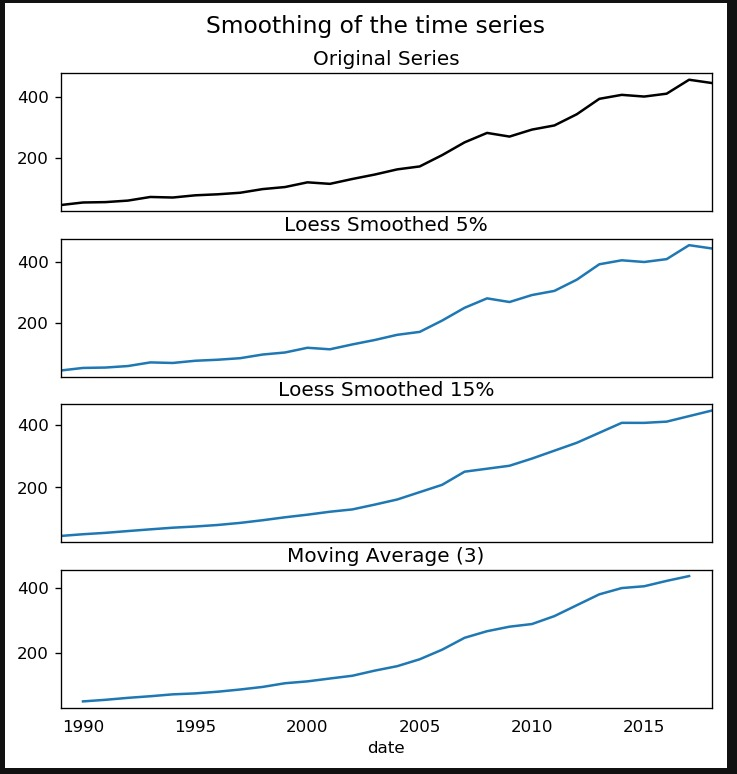 Smoothing of the time series
Original Series
400
200
Loess Smoothed 5%
400
200
Loess Smoothed 15%
400
200
Moving Average (3)
400
200
1990 1995 2000 2005 2010 2015
date